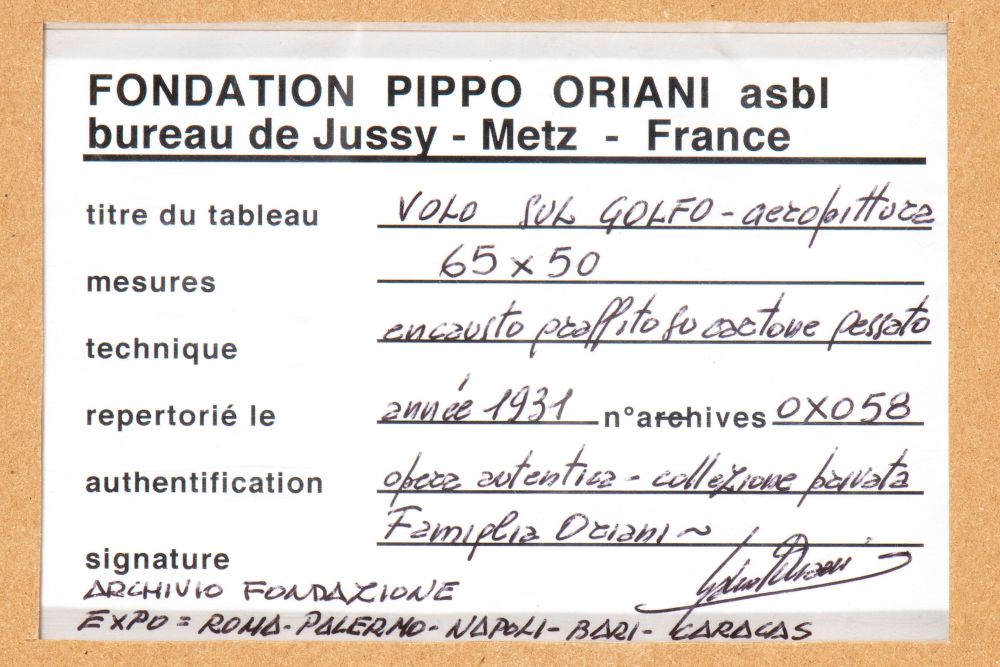 FONDATION PIPPO ORIANI asbl
bureau de Jussy - Metz - France
titre du tableau VOLO SUL GOLFO - aeropittura
mesures 65 x 50
technique encausto graffito su cartone pessato
repertorié le année 1931 n°archives 0X058
authentification opera autentica - collezione privata
Famiglia Oriani ~
signature
ARCHIVIO FONDAZIONE
EXPO = ROMA - PALERMO - NAPOLI - BARI - CARACAS